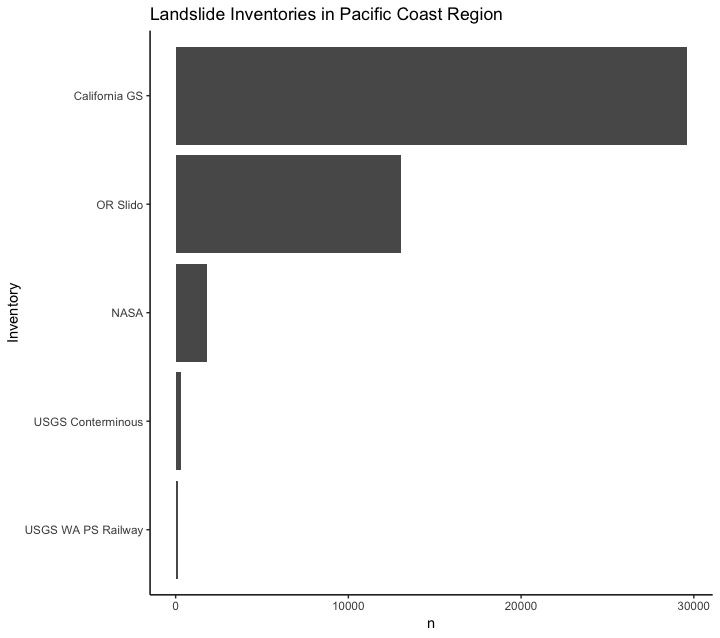 Landslide Inventories in Pacific Coast Region
California GS
OR Slido
NASA
USGS Conterminous
USGS WA PS Railway
Inventory
0 10000 20000 30000
n